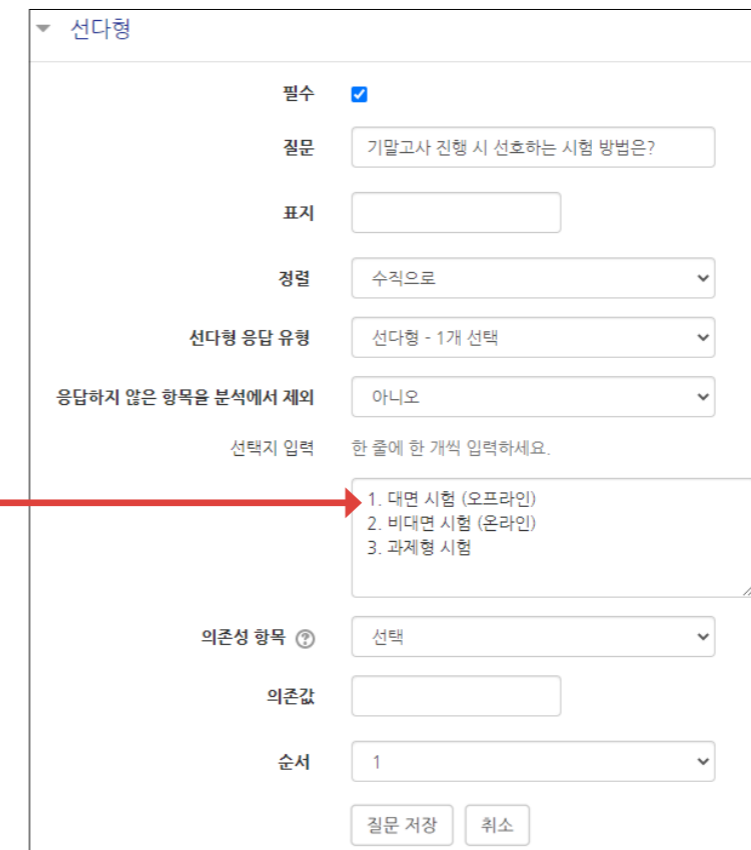 선다형
필수
질문 기말고사 진행 시 선호하는 시험 방법은?
표지
정렬 수직으로
선다형 응답 유형 선다형 - 1개 선택
응답하지 않은 항목을 분석에서 제외 아니오
선택지 입력 한 줄에 한 개씩 입력하세요.
1. 대면 시험 (오프라인)
2. 비대면 시험 (온라인)
3. 과제형 시험
의존성 항목 ? 선택
의존값
순서 1
질문 저장 취소